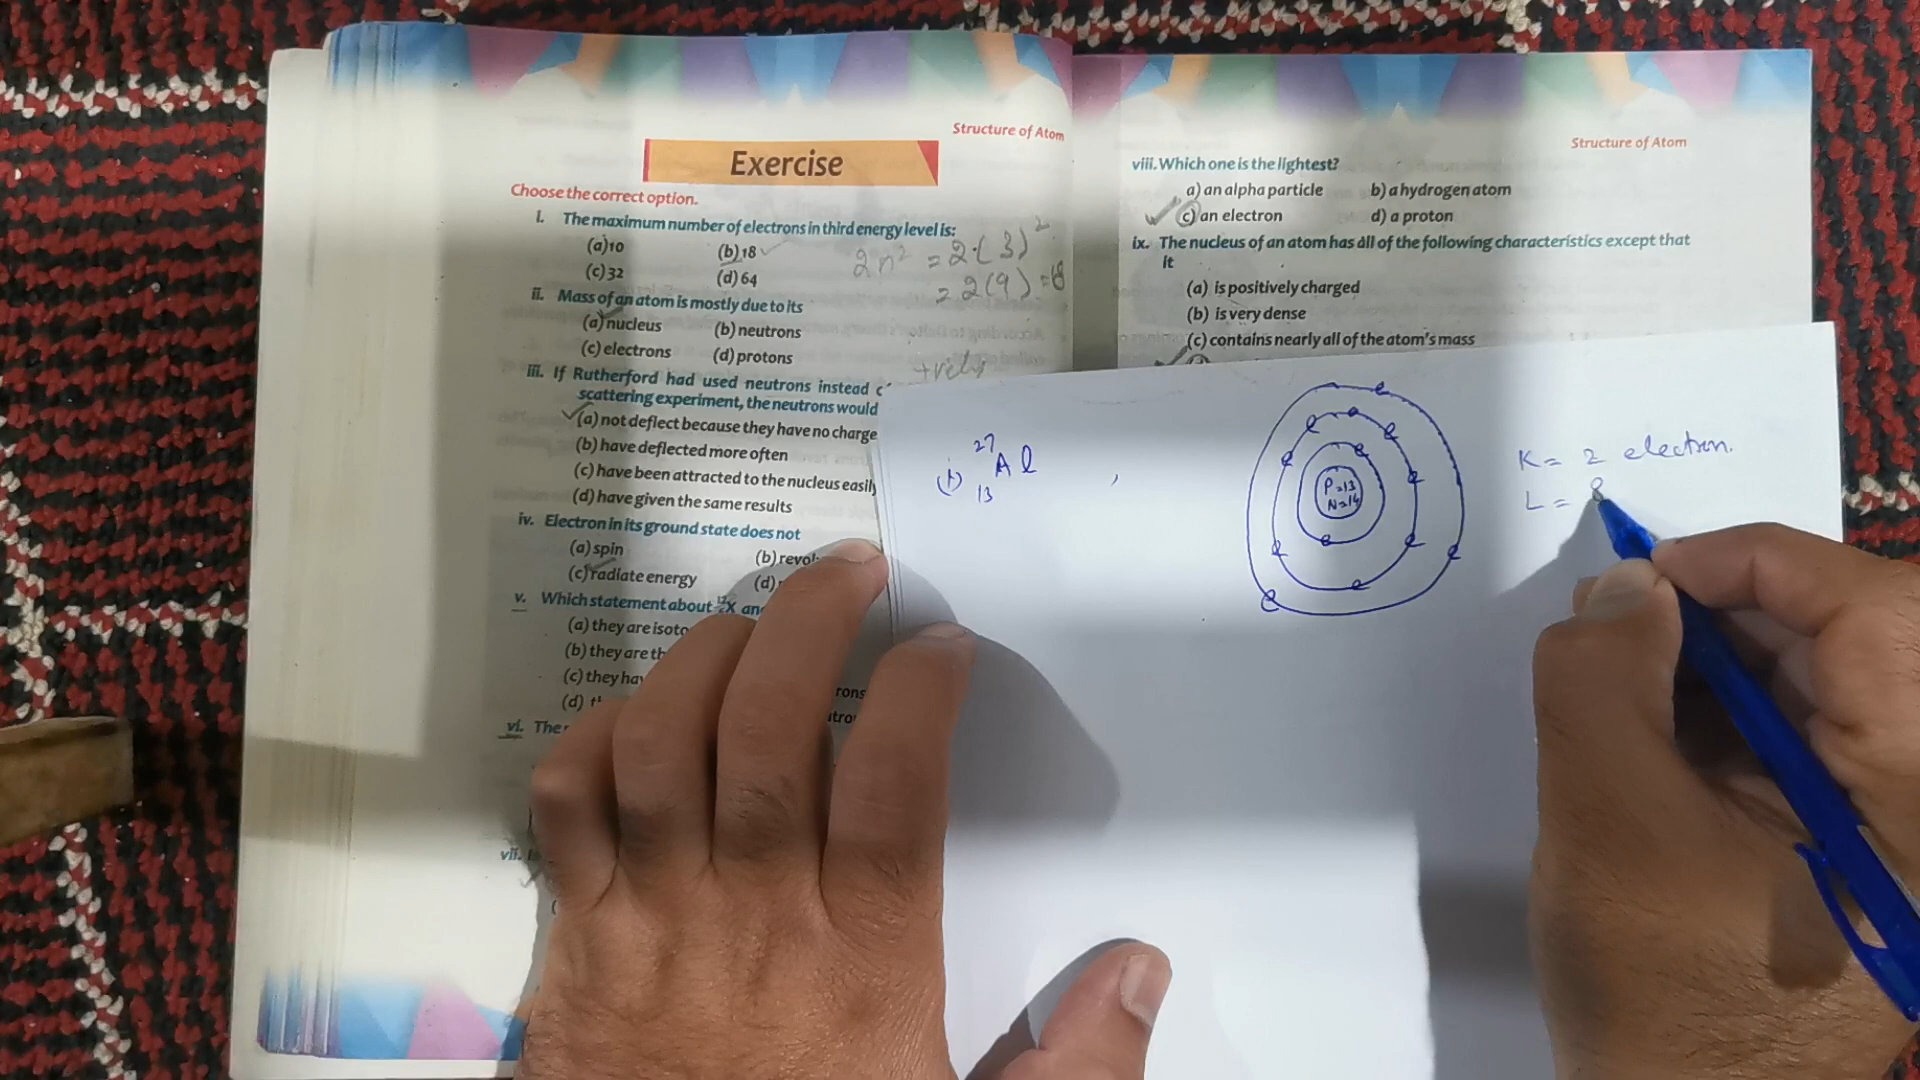 Structure of Atom
Exercise
Choose the correct option.
i. The maximum number of electrons in third energy level is:
(a) 10 (b) 18
(c) 32 (d) 64
2n² = 2·(3)²
= 2(9) = 18
ii. Mass of an atom is mostly due to its
(a) nucleus (b) neutrons
(c) electrons (d) protons
+vely
iii. If Rutherford had used neutrons instead
scattering experiment, the neutrons would
(a) not deflect because they have no charge
(b) have deflected more often
(c) have been attracted to the nucleus easily
(d) have given the same results
iv. Electron in its ground state does not
(a) spin (b)
(c) radiate energy (d)
v. Which statement about
(a) they are
(b) they are
(c) they
(d)
vi. The
vii.
Structure of Atom
viii. Which one is the lightest?
a) an alpha particle b) a hydrogen atom
c) an electron d) a proton
ix. The nucleus of an atom has all of the following characteristics except that
it
(a) is positively charged
(b) is very dense
(c) contains nearly all of the atom's mass
27
Al
13
P=13
N=14
e e e e e e e e e e e e e
K = 2 electron.
L = 8